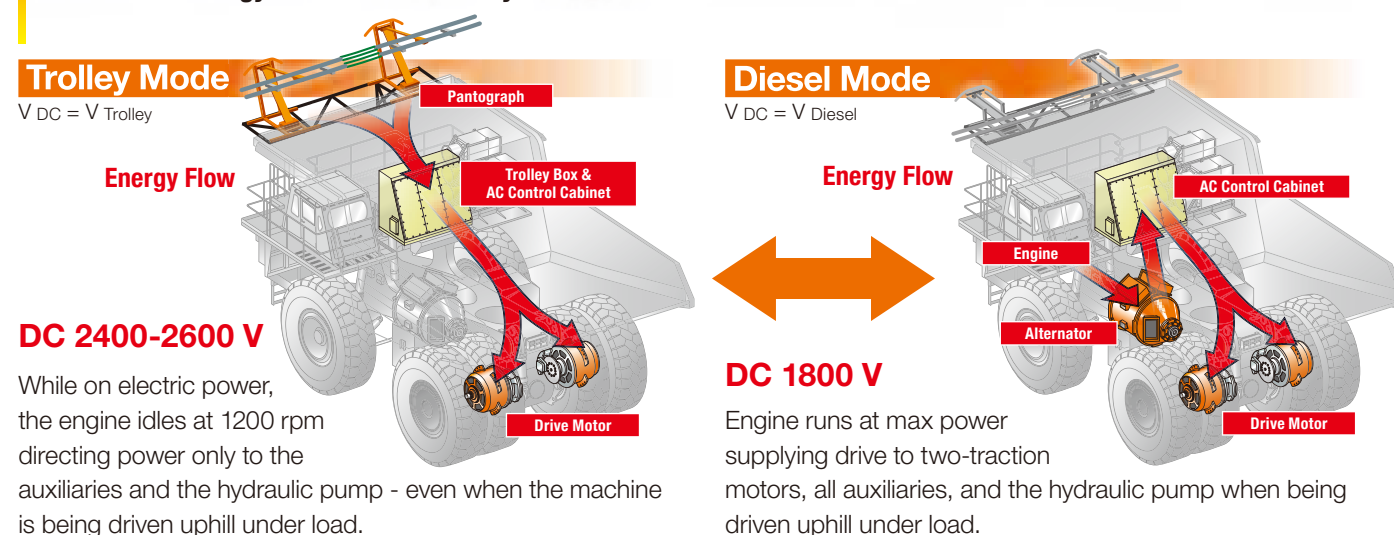 Trolley Mode
V DC = V Trolley
Pantograph
Energy Flow
Trolley Box &
AC Control Cabinet
DC 2400-2600 V
While on electric power,
the engine idles at 1200 rpm
directing power only to the
auxiliaries and the hydraulic pump - even when the machine
is being driven uphill under load.
Drive Motor
Diesel Mode
V DC = V Diesel
Energy Flow
AC Control Cabinet
Engine
Alternator
DC 1800 V
Engine runs at max power
supplying drive to two-traction
motors, all auxiliaries, and the hydraulic pump when being
driven uphill under load.
Drive Motor